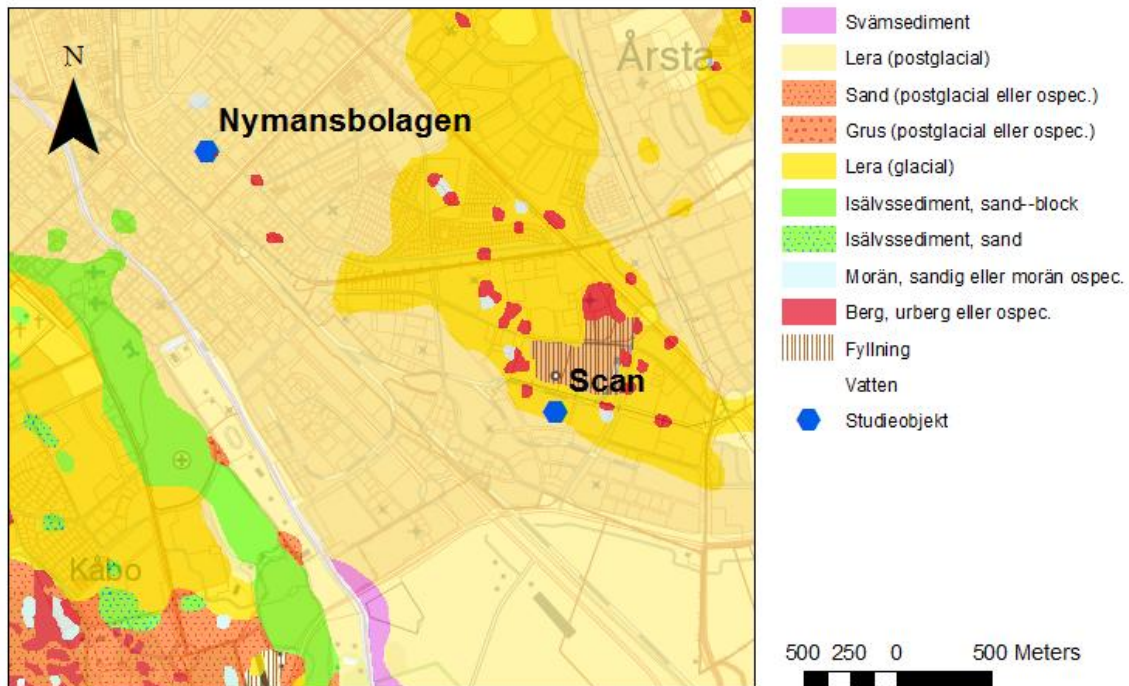 Årsta
N
Nymansbolagen
Scan
Kåbo
Svämsediment
Lera (postglacial)
Sand (postglacial eller ospec.)
Grus (postglacial eller ospec.)
Lera (glacial)
Isälvssediment, sand--block
Isälvssediment, sand
Morän, sandig eller morän ospec.
Berg, urberg eller ospec.
Fyllning
Vatten
Studieobjekt
500 250 0 500 Meters